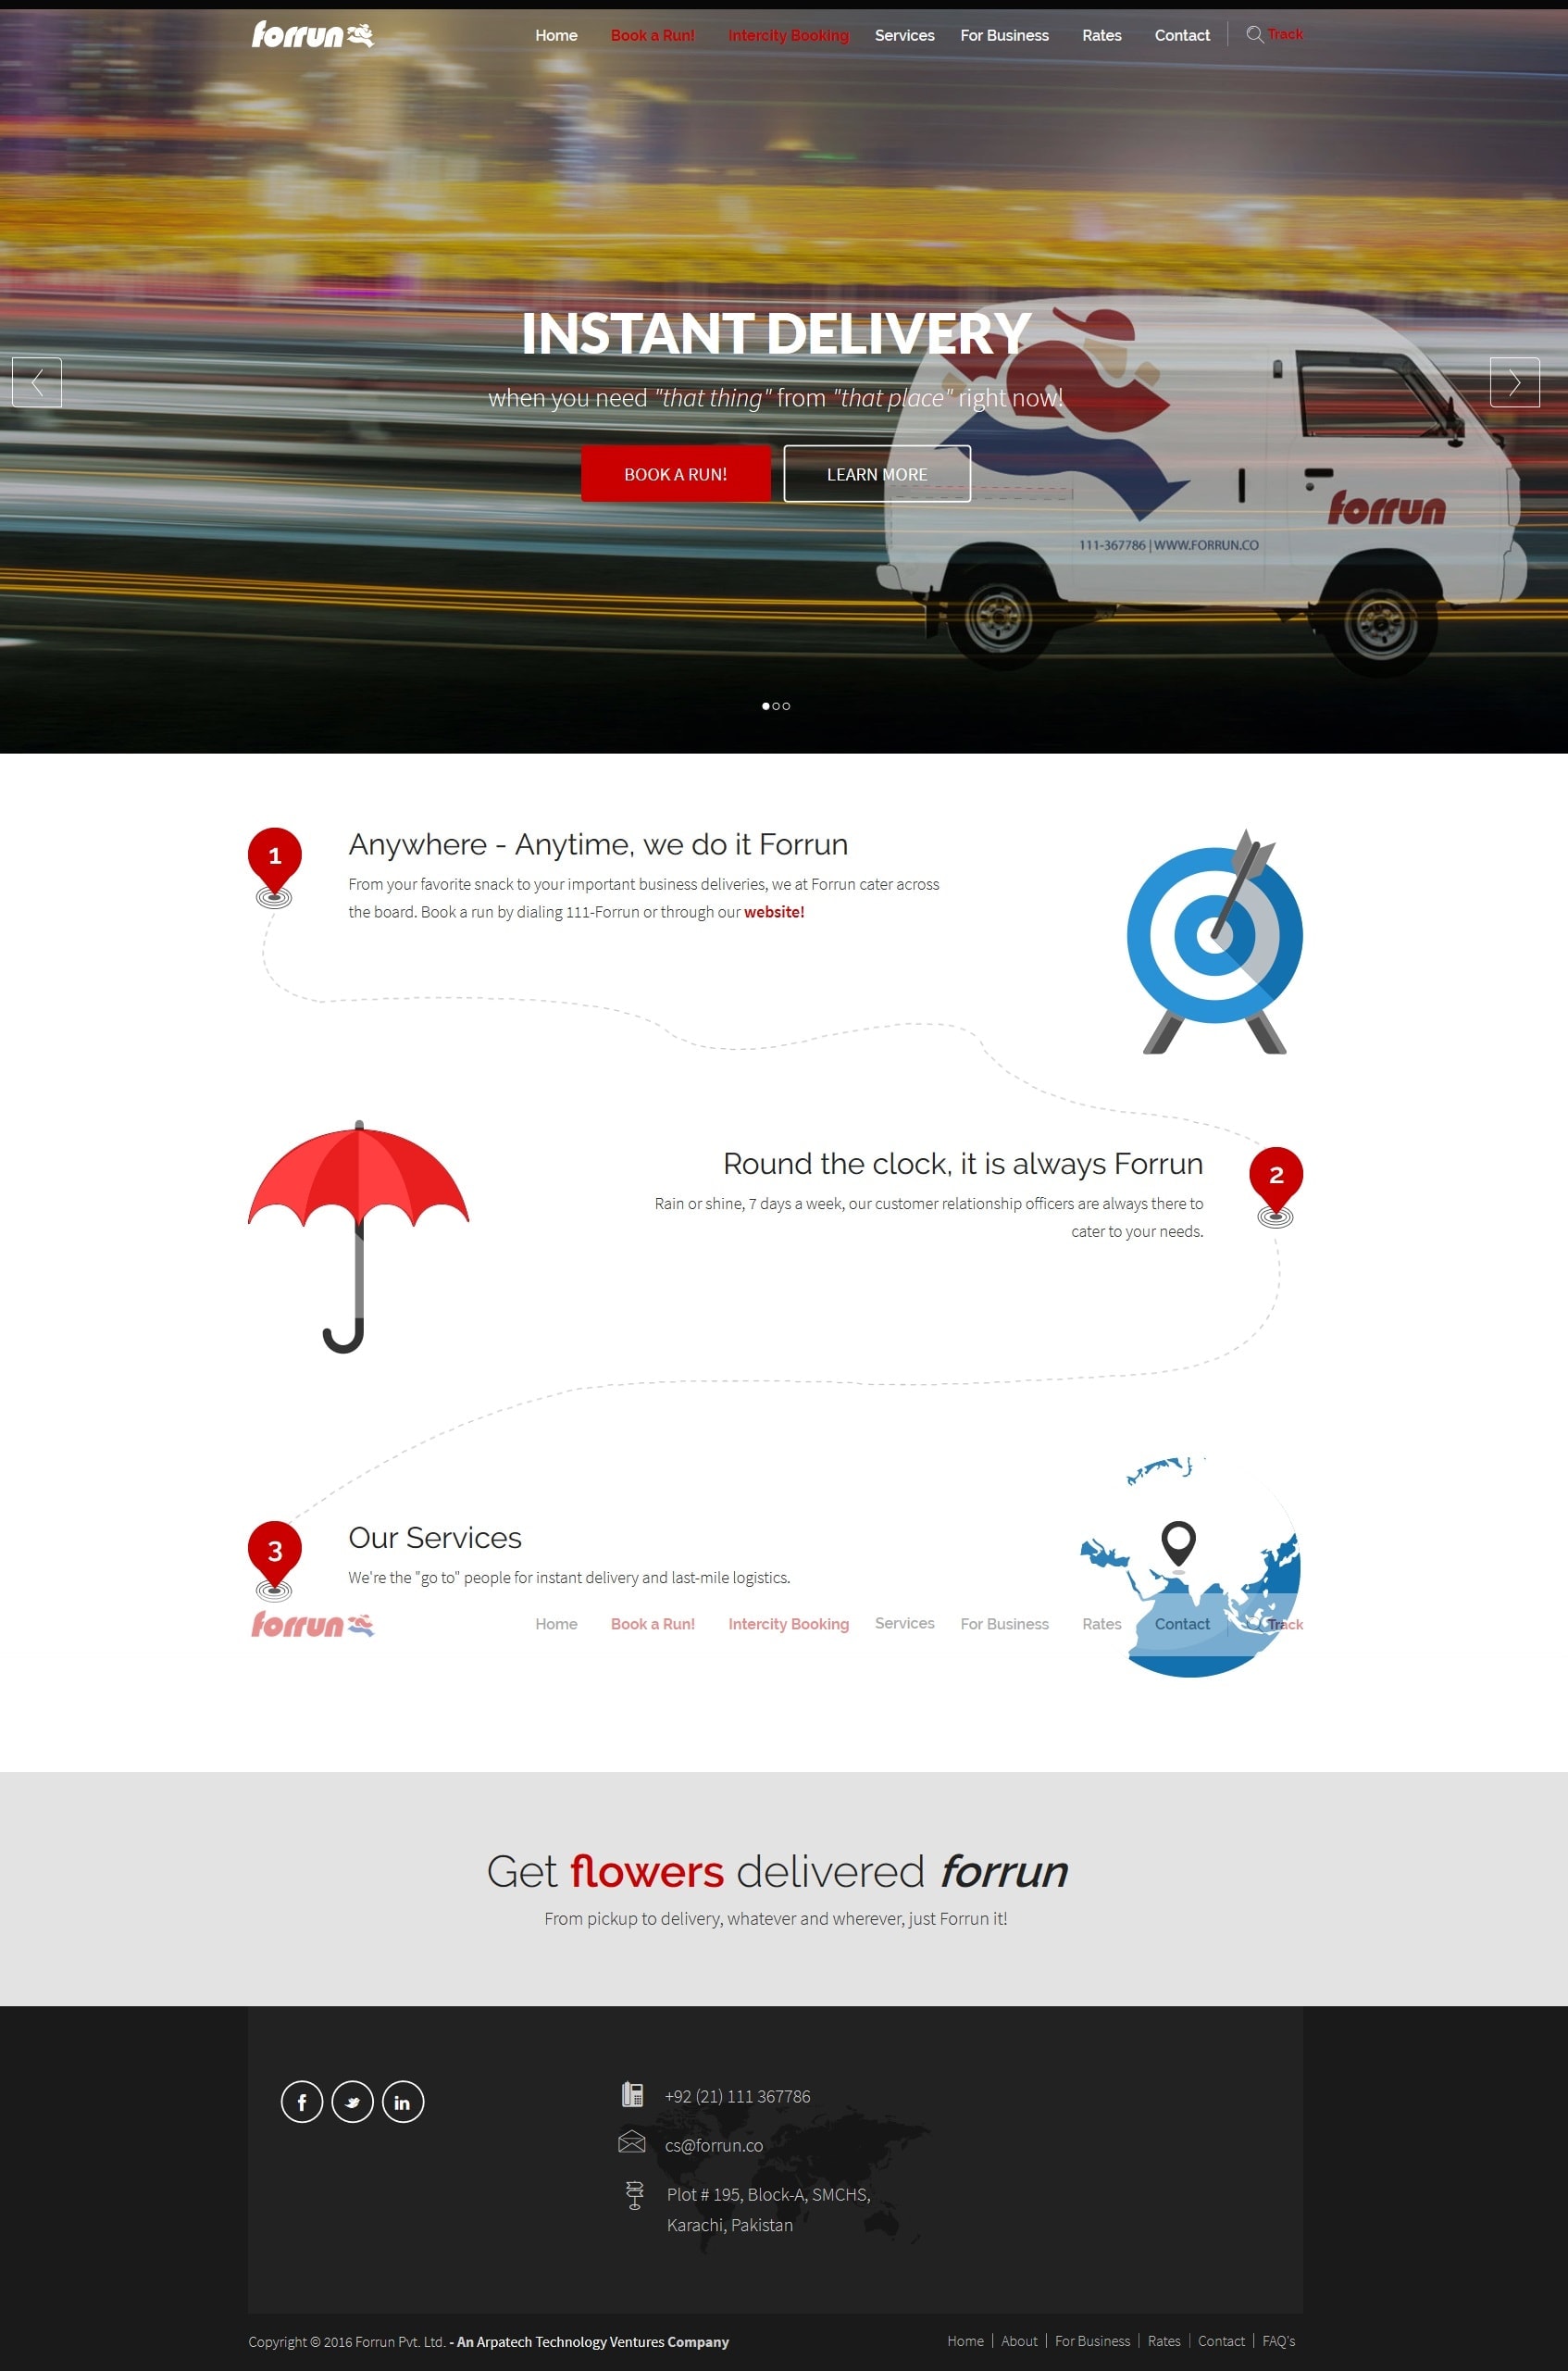 forrun
Home Book a Run! Intercity Booking Services For Business Rates Contact Track
INSTANT DELIVERY
when you need "that thing" from "that place" right now!
BOOK A RUN! LEARN MORE
forrun
111-367786 | WWW.FORRUN.CO
1
Anywhere - Anytime, we do it Forrun
From your favorite snack to your important business deliveries, we at Forrun cater across
the board. Book a run by dialing 111-Forrun or through our website!
Round the clock, it is always Forrun
2
Rain or shine, 7 days a week, our customer relationship officers are always there to
cater to your needs.
3
Our Services
We're the "go to" people for instant delivery and last-mile logistics.
forrun
Home Book a Run! Intercity Booking Services For Business Rates Contact Track
Get flowers delivered forrun
From pickup to delivery, whatever and wherever, just Forrun it!
f in
+92 (21) 111 367786
cs@forrun.co
Plot # 195, Block-A, SMCHS,
Karachi, Pakistan
Copyright © 2016 Forrun Pvt. Ltd. - An Arpatech Technology Ventures Company
Home | About | For Business | Rates | Contact | FAQ's